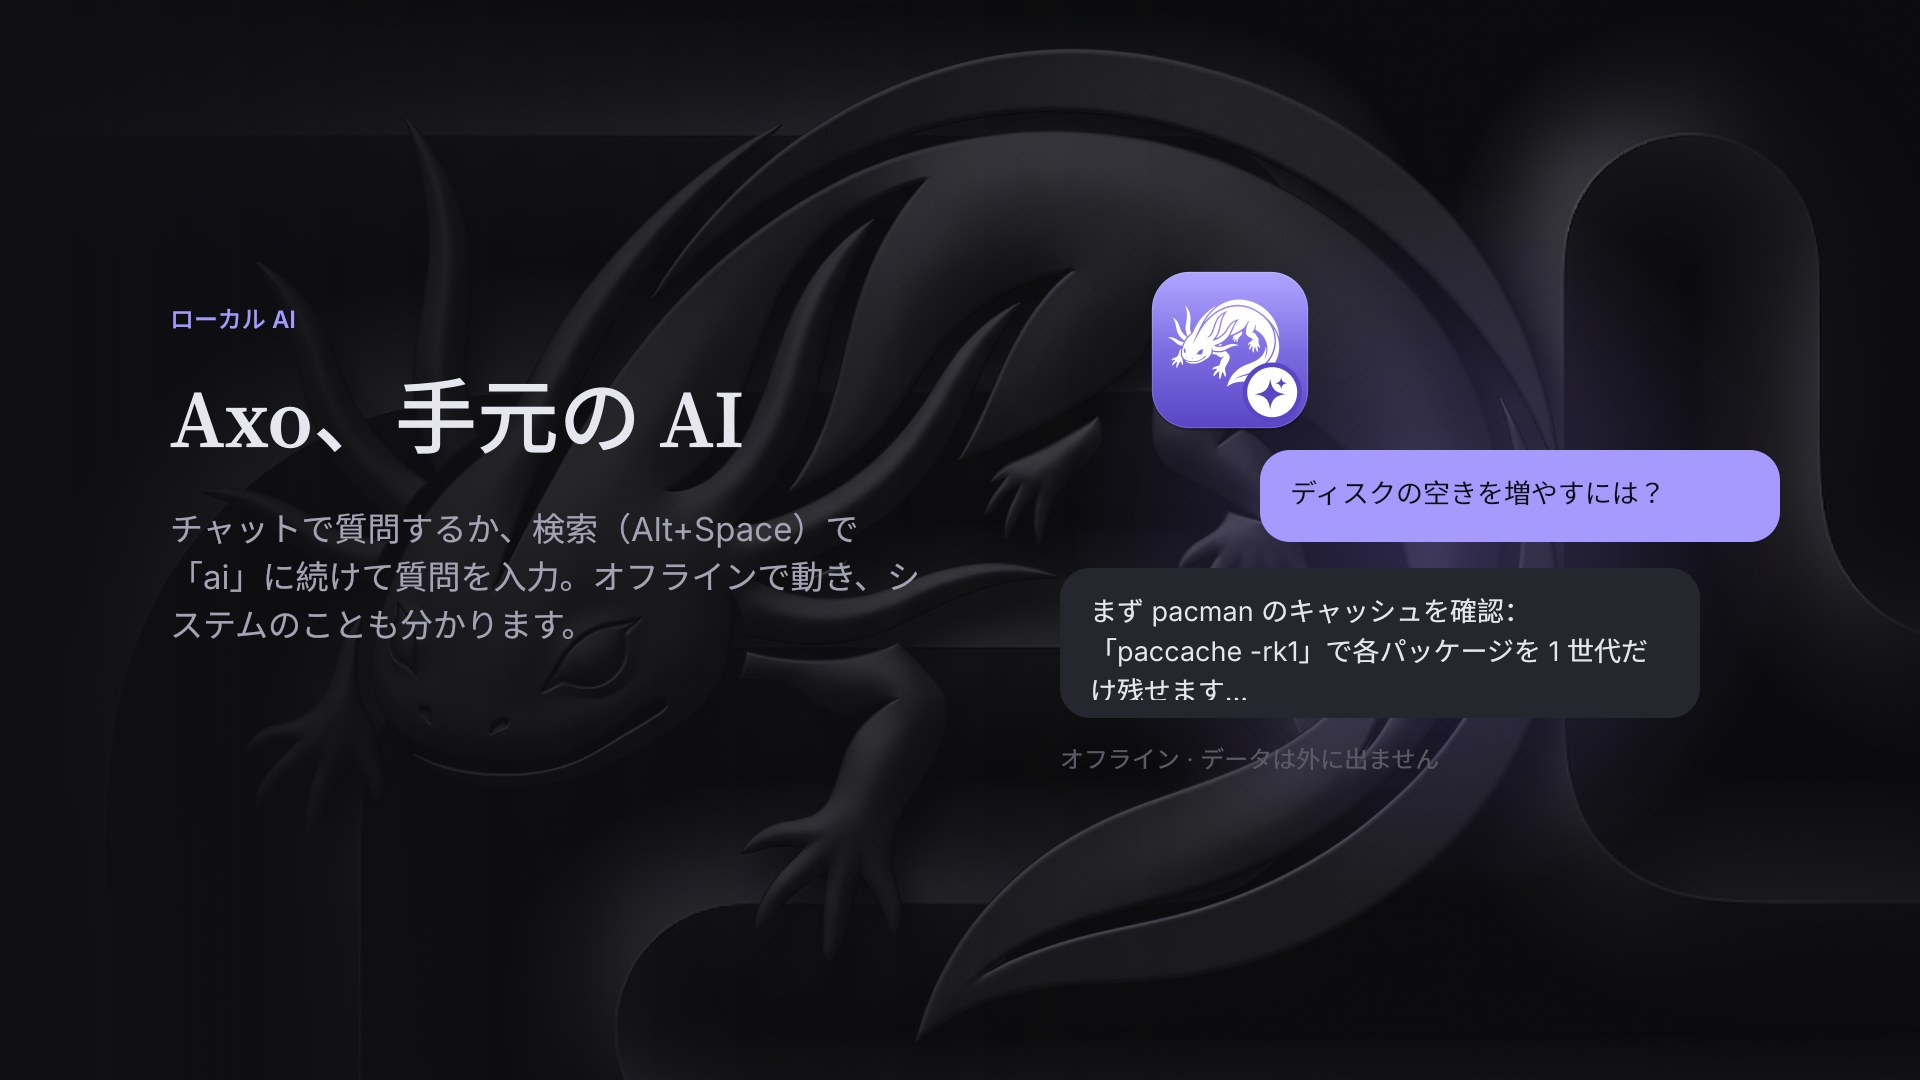 ローカル AI
Axo、手元の AI
チャットで質問するか、検索（Alt+Space）で
「ai」に続けて質問を入力。オフラインで動き、シ
ステムのことも分かります。
ディスクの空きを増やすには？
まず pacman のキャッシュを確認：
「paccache -rk1」で各パッケージを 1 世代だ
け残せます…
オフライン · データは外に出ません